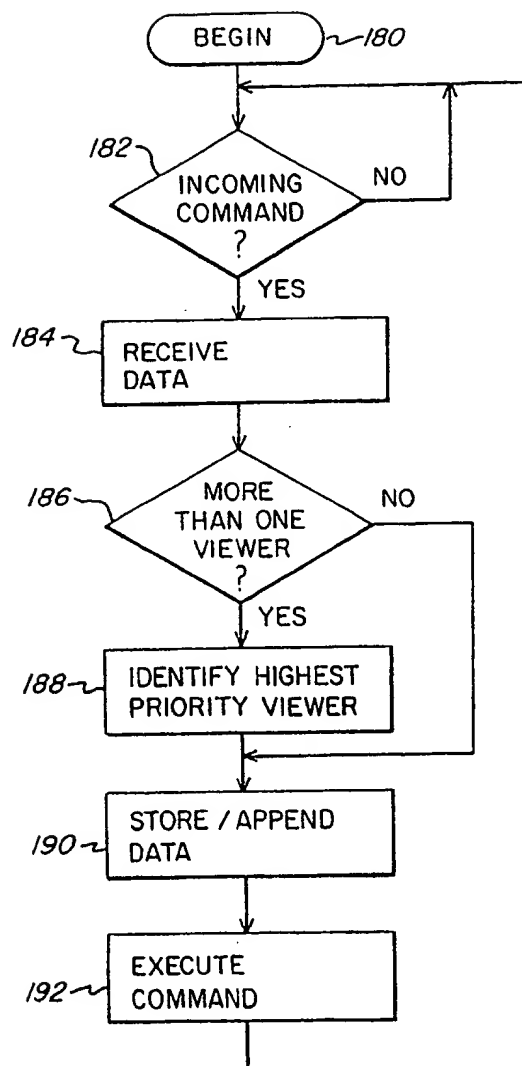 BEGIN 180
182
INCOMING
COMMAND
?
NO
YES
184
RECEIVE
DATA
186
MORE
THAN ONE
VIEWER
?
NO
YES
188
IDENTIFY HIGHEST
PRIORITY VIEWER
190
STORE / APPEND
DATA
192
EXECUTE
COMMAND